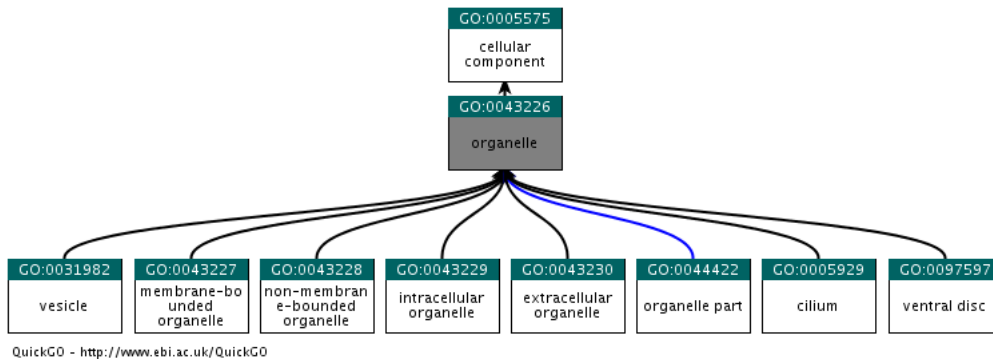 GO:0005575
cellular
component
GO:0043226
organelle
GO:0031982
vesicle
GO:0043227
membrane-bo
unded
organelle
GO:0043228
non-membran
e-bounded
organelle
GO:0043229
intracellular
organelle
GO:0043230
extracellular
organelle
GO:0044422
organelle part
GO:0005929
cilium
GO:0097597
ventral disc
QuickGO - http://www.ebi.ac.uk/QuickGO